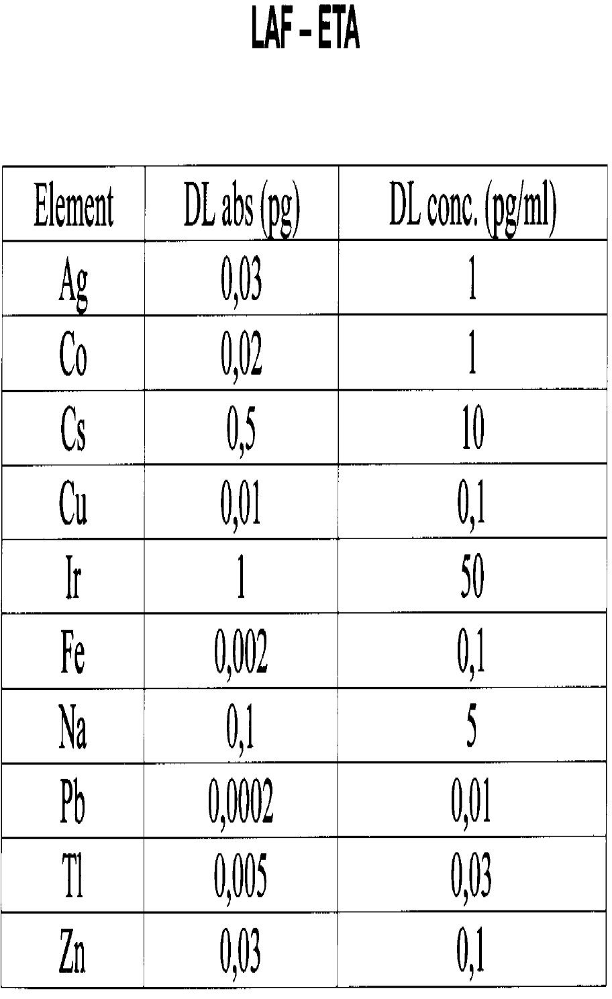 LAF – ETA
Element DL abs (pg) DL conc. (pg/ml)
Ag 0,03 1
Co 0,02 1
Cs 0,5 10
Cu 0,01 0,1
Ir 1 50
Fe 0,002 0,1
Na 0,1 5
Pb 0,0002 0,01
Tl 0,005 0,03
Zn 0,03 0,1